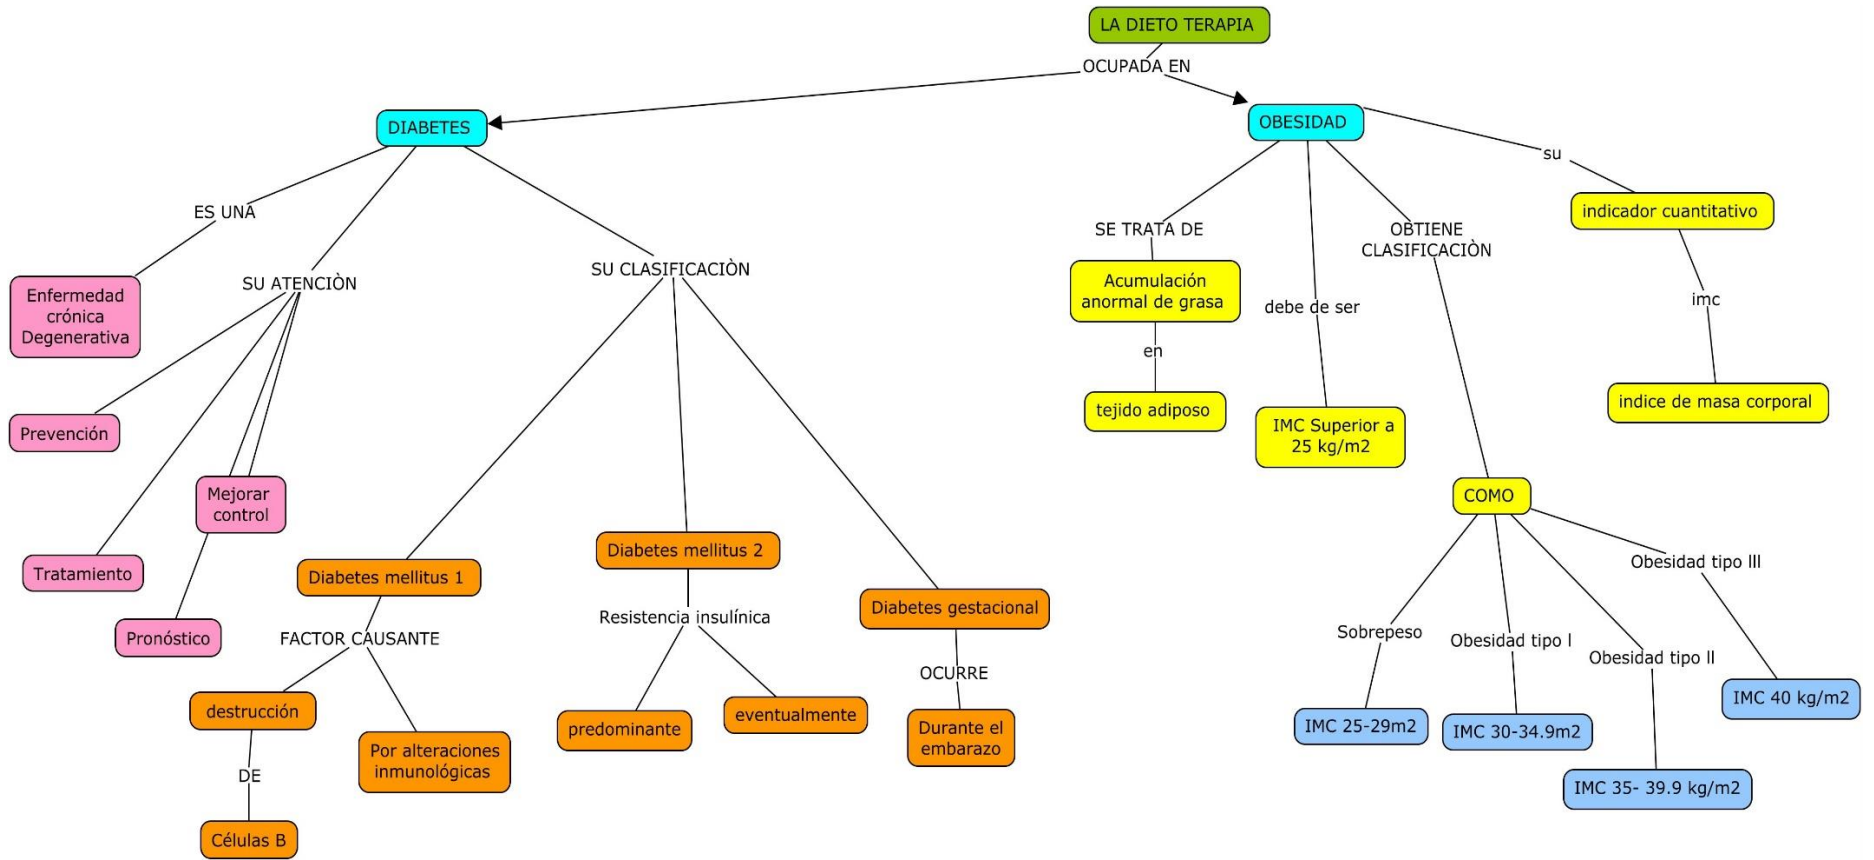 LA DIETO TERAPIA
OCUPADA EN
DIABETES
OBESIDAD
ES UNA
Enfermedad
crónica
Degenerativa
SU ATENCIÒN
Prevención
Tratamiento
Mejorar
control
Pronóstico
SU CLASIFICACIÒN
Diabetes mellitus 1
FACTOR CAUSANTE
destrucción
DE
Células B
Por alteraciones
inmunológicas
Diabetes mellitus 2
Resistencia insulínica
predominante
eventualmente
Diabetes gestacional
OCURRE
Durante el
embarazo
SE TRATA DE
Acumulación
anormal de grasa
en
tejido adiposo
debe de ser
IMC Superior a
25 kg/m2
OBTIENE
CLASIFICACIÒN
COMO
Sobrepeso
IMC 25-29m2
Obesidad tipo I
IMC 30-34.9m2
Obesidad tipo II
IMC 35- 39.9 kg/m2
Obesidad tipo III
IMC 40 kg/m2
su
indicador cuantitativo
imc
indice de masa corporal